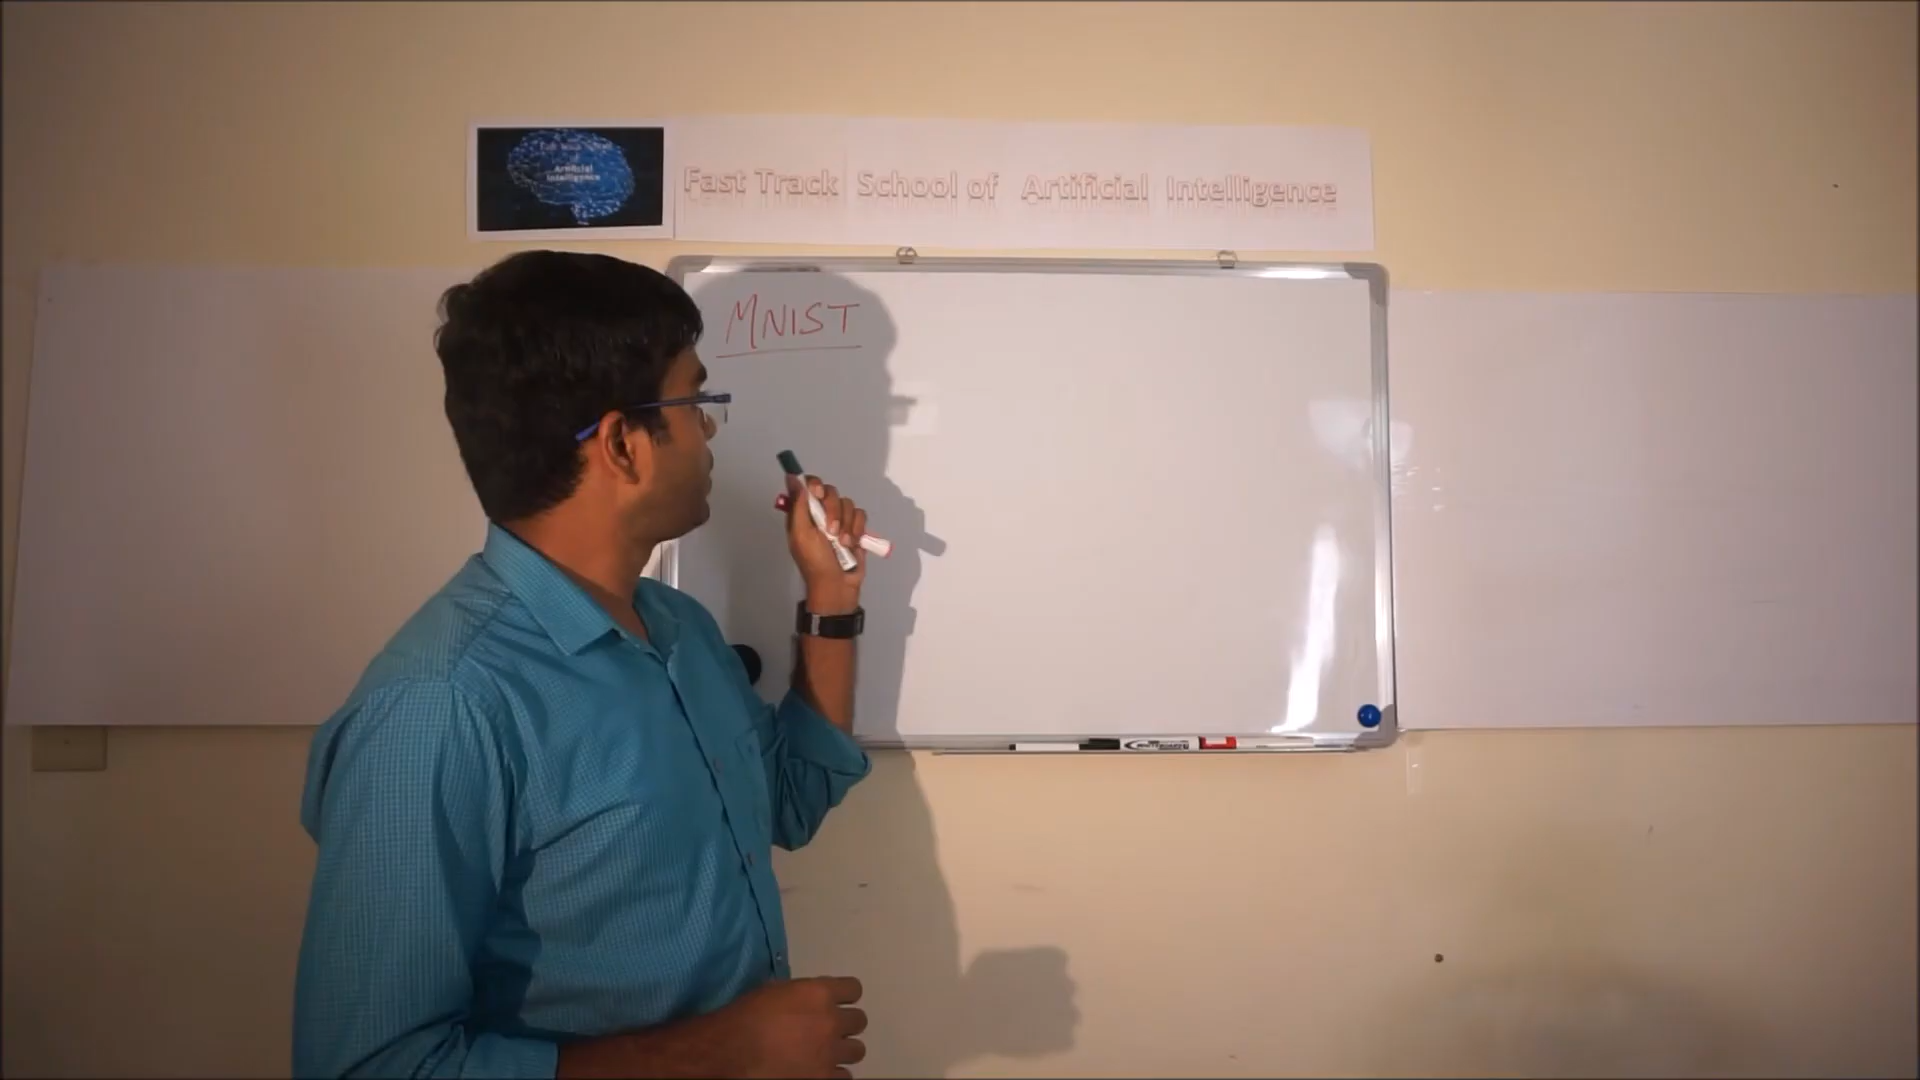 Artificial
Intelligence
Fast Track School of Artificial Intelligence
MNIST